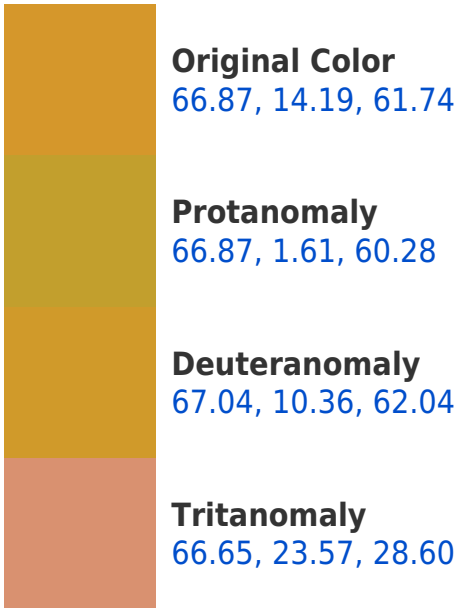 Original Color
66.87, 14.19, 61.74
Protanomaly
66.87, 1.61, 60.28
Deuteranomaly
67.04, 10.36, 62.04
Tritanomaly
66.65, 23.57, 28.60